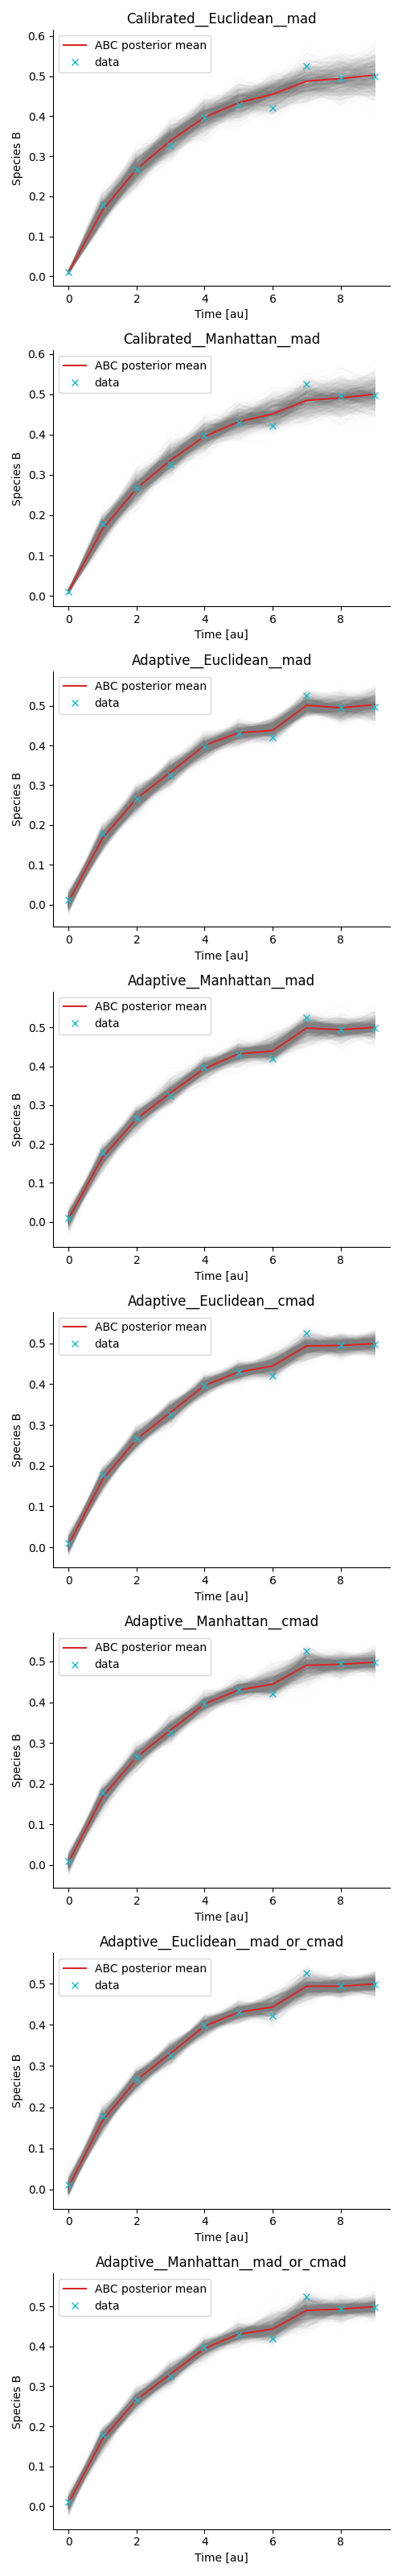 Calibrated__Euclidean__mad
0.6
0.5
0.4
0.3
0.2
0.1
0.0
Species B
ABC posterior mean
data
0 2 4 6 8
Time [au]
Calibrated__Manhattan__mad
0.6
0.5
0.4
0.3
0.2
0.1
0.0
Species B
ABC posterior mean
data
0 2 4 6 8
Time [au]
Adaptive__Euclidean__mad
0.5
0.4
0.3
0.2
0.1
0.0
Species B
ABC posterior mean
data
0 2 4 6 8
Time [au]
Adaptive__Manhattan__mad
0.5
0.4
0.3
0.2
0.1
0.0
Species B
ABC posterior mean
data
0 2 4 6 8
Time [au]
Adaptive__Euclidean__cmad
0.5
0.4
0.3
0.2
0.1
0.0
Species B
ABC posterior mean
data
0 2 4 6 8
Time [au]
Adaptive__Manhattan__cmad
0.5
0.4
0.3
0.2
0.1
0.0
Species B
ABC posterior mean
data
0 2 4 6 8
Time [au]
Adaptive__Euclidean__mad_or_cmad
0.5
0.4
0.3
0.2
0.1
0.0
Species B
ABC posterior mean
data
0 2 4 6 8
Time [au]
Adaptive__Manhattan__mad_or_cmad
0.5
0.4
0.3
0.2
0.1
0.0
Species B
ABC posterior mean
data
0 2 4 6 8
Time [au]